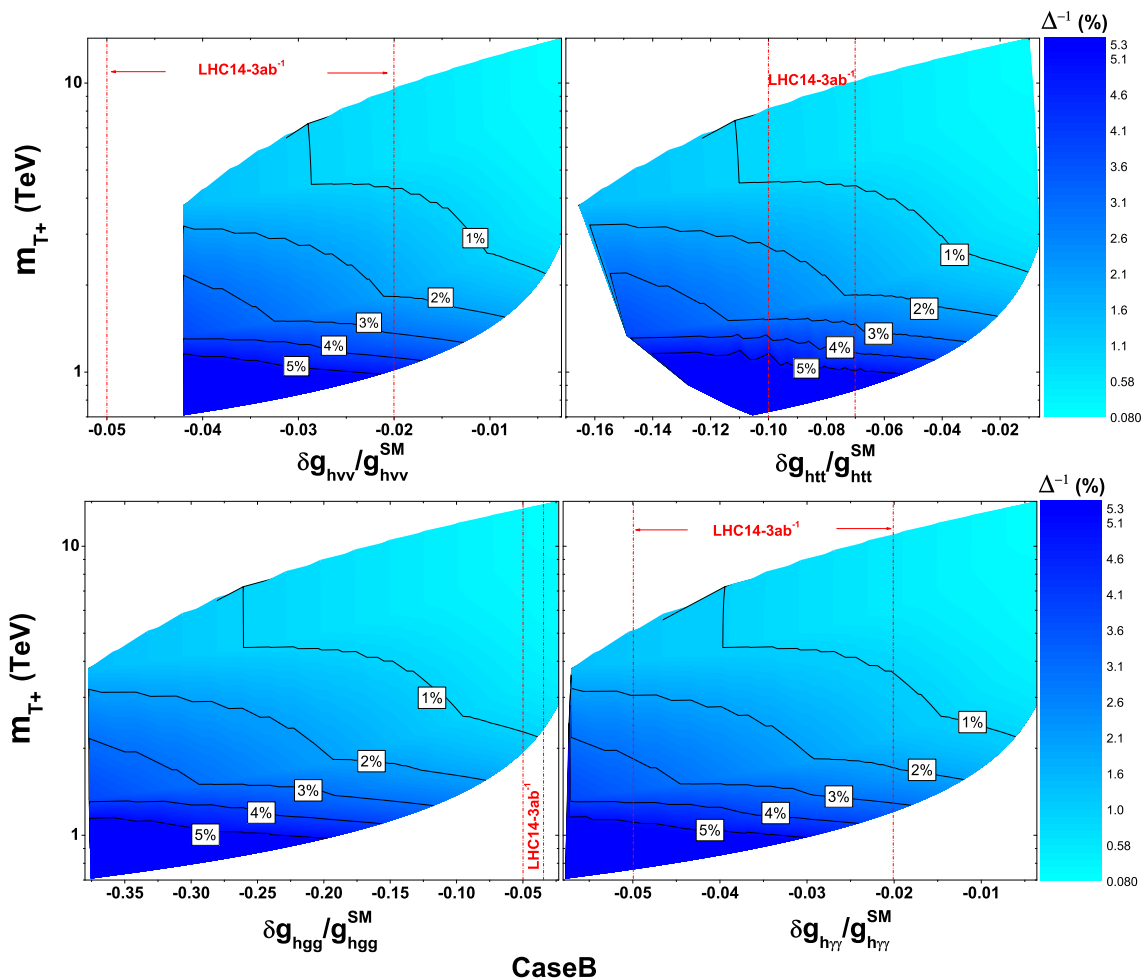 Δ⁻¹ (%)
LHC14-3ab⁻¹
LHC14-3ab⁻¹
10
1
m_T+ (TeV)
1%
2%
3%
4%
5%
1%
2%
3%
4%
5%
5.3
5.1
4.6
4.1
3.6
3.1
2.6
2.1
1.6
1.1
0.58
0.080
-0.05 -0.04 -0.03 -0.02 -0.01
-0.16 -0.14 -0.12 -0.10 -0.08 -0.06 -0.04 -0.02
δg_hvv/g_hvv^SM
δg_htt/g_htt^SM
Δ⁻¹ (%)
LHC14-3ab⁻¹
LHC14-3ab⁻¹
10
1
m_T+ (TeV)
1%
2%
3%
4%
5%
1%
2%
3%
4%
5%
5.3
5.1
4.6
4.1
3.6
3.1
2.6
2.1
1.6
1.0
0.58
0.080
-0.35 -0.30 -0.25 -0.20 -0.15 -0.10 -0.05
-0.05 -0.04 -0.03 -0.02 -0.01
δg_hgg/g_hgg^SM
δg_hγγ/g_hγγ^SM
CaseB